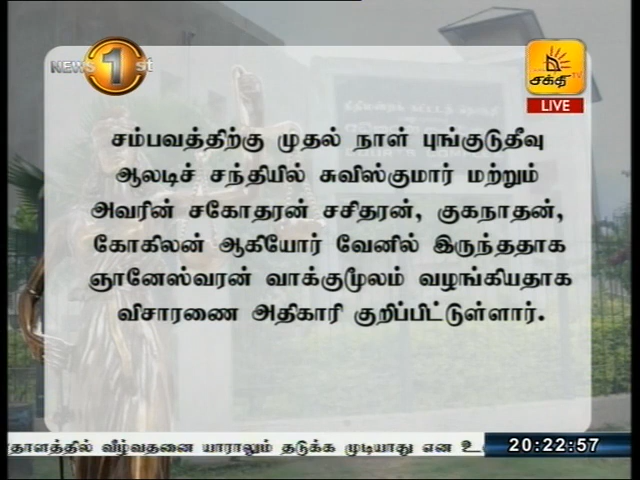 NEWS 1st
சக்தி TV
LIVE
சம்பவத்திற்கு முதல் நாள் புங்குடுதீவு
ஆலடிச் சந்தியில் சுவிஸ்குமார் மற்றும்
அவரின் சகோதரன் சசிதரன், குகநாதன்,
கோகிலன் ஆகியோர் வேனில் இருந்ததாக
ஞானேஸ்வரன் வாக்குமூலம் வழங்கியதாக
விசாரணை அதிகாரி குறிப்பிட்டுள்ளார்.
தாளத்தில் வீழ்வதனை யாராலும் தடுக்க முடியாது என உ
20:22:57